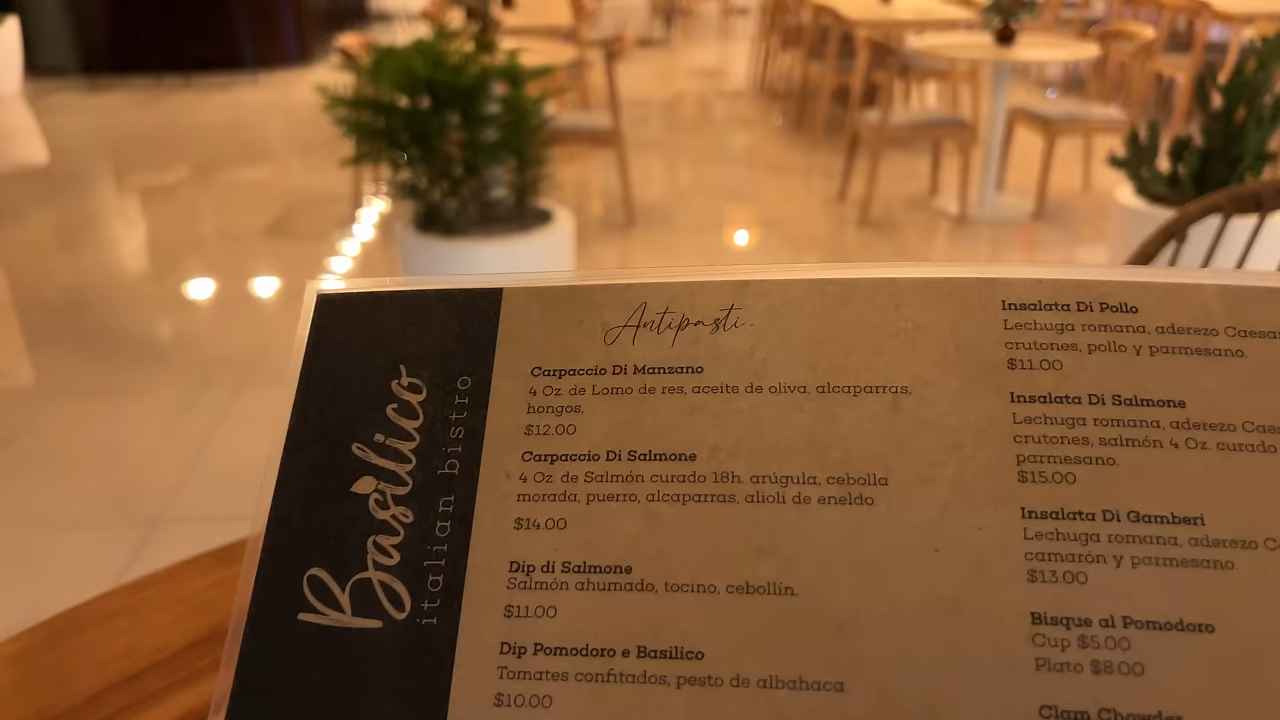 Basilico
italian bistro
Antipasti.
Carpaccio Di Manzano
4 Oz. de Lomo de res, aceite de oliva, alcaparras,
hongos,
$12.00
Carpaccio Di Salmone
4 Oz. de Salmón curado 18h. arúgula, cebolla
morada, puerro, alcaparras, alioli de eneldo.
$14.00
Dip di Salmone
Salmón ahumado, tocino, cebollín.
$11.00
Dip Pomodoro e Basilico
Tomates confitados, pesto de albahaca
$10.00
Insalata Di Pollo
Lechuga romana, aderezo Caesa
crutones, pollo y parmesano.
$11.00
Insalata Di Salmone
Lechuga romana, aderezo Caes
crutones, salmón 4 Oz. curado
parmesano.
$15.00
Insalata Di Gamberi
Lechuga romana, aderezo C
camarón y parmesano
$13.00
Bisque al Pomodoro
Cup $5.00
Plato $8.00
Clam Chowder